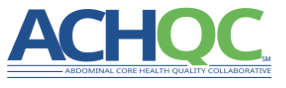 ACHQC
SM
ABDOMINAL CORE HEALTH QUALITY COLLABORATIVE